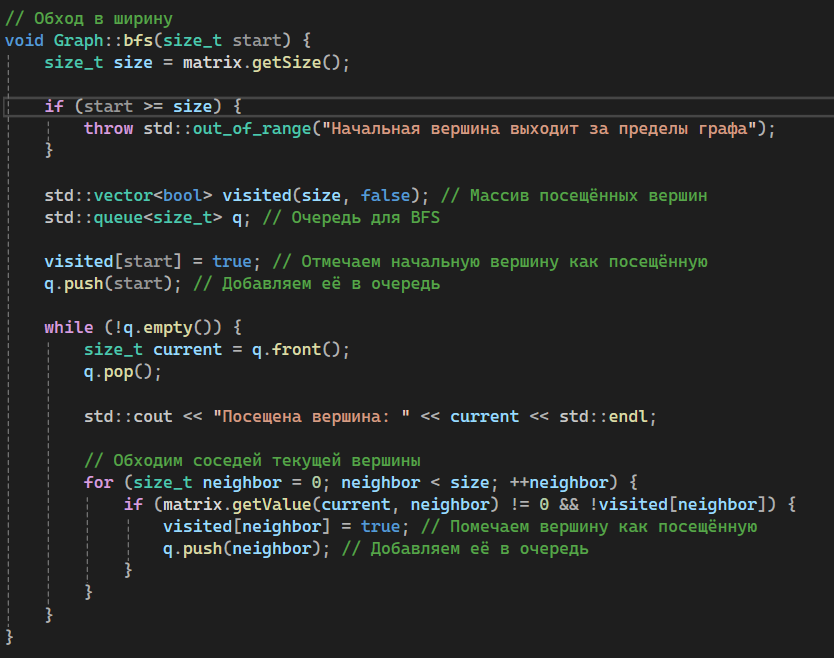 // Обход в ширину
void Graph::bfs(size_t start) {
    size_t size = matrix.getSize();

    if (start >= size) {
        throw std::out_of_range("Начальная вершина выходит за пределы графа");
    }

    std::vector<bool> visited(size, false); // Массив посещённых вершин
    std::queue<size_t> q; // Очередь для BFS

    visited[start] = true; // Отмечаем начальную вершину как посещённую
    q.push(start); // Добавляем её в очередь

    while (!q.empty()) {
        size_t current = q.front();
        q.pop();

        std::cout << "Посещена вершина: " << current << std::endl;

        // Обходим соседей текущей вершины
        for (size_t neighbor = 0; neighbor < size; ++neighbor) {
            if (matrix.getValue(current, neighbor) != 0 && !visited[neighbor]) {
                visited[neighbor] = true; // Помечаем вершину как посещённую
                q.push(neighbor); // Добавляем её в очередь
            }
        }
    }
}